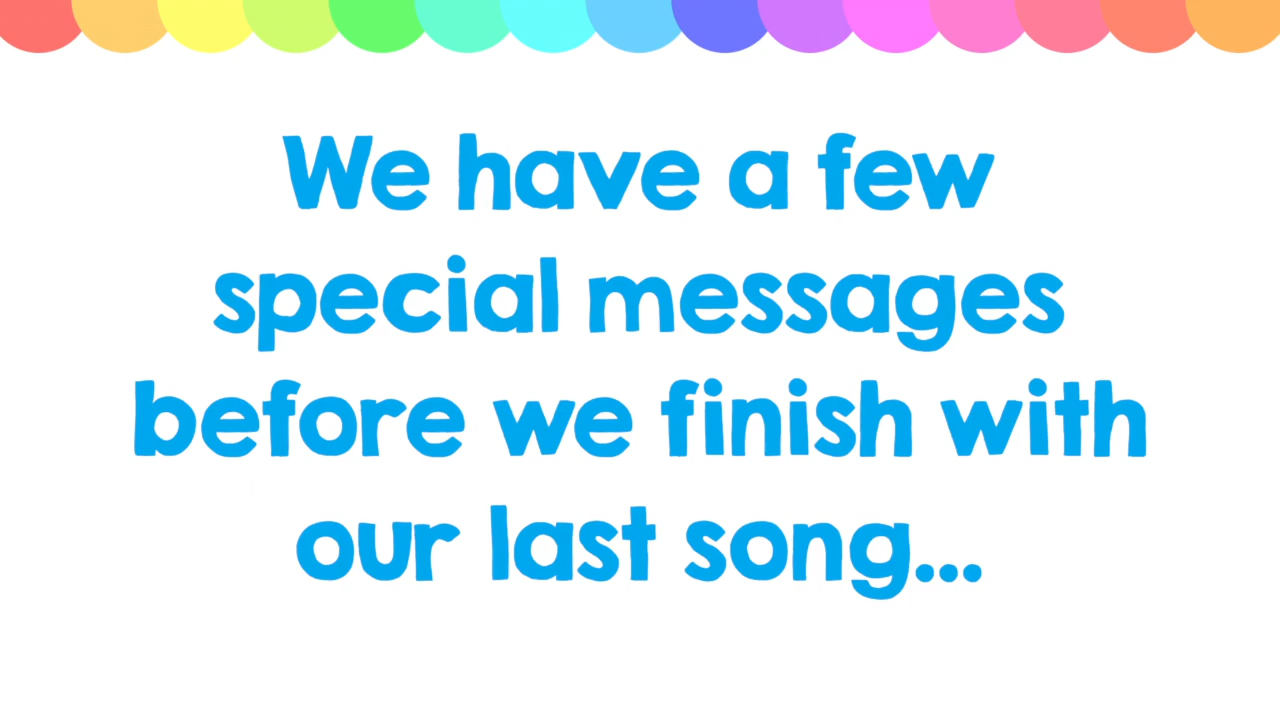 We have a few
special messages
before we finish with
our last song...